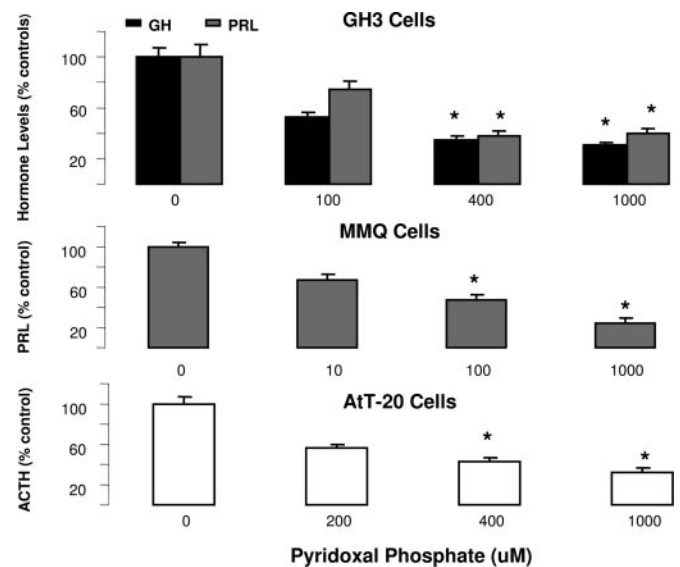 GH PRL
GH3 Cells
Hormone Levels (% controls)
100
60
20
* *
* *
0 100 400 1000
MMQ Cells
PRL (% control)
100
60
20
*
*
0 10 100 1000
AtT-20 Cells
ACTH (% control)
100
60
20
*
*
0 200 400 1000
Pyridoxal Phosphate (uM)